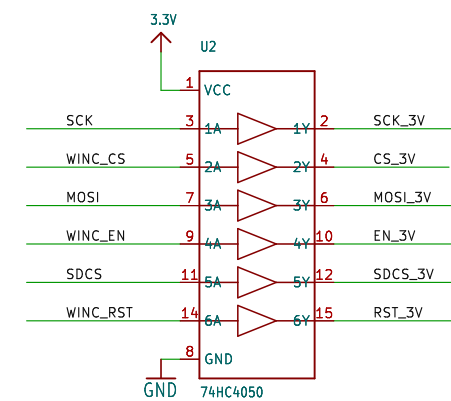 3.3V
U2
1 VCC
SCK 3 1A 1Y 2 SCK_3V
WINC_CS 5 2A 2Y 4 CS_3V
MOSI 7 3A 3Y 6 MOSI_3V
WINC_EN 9 4A 4Y 10 EN_3V
SDCS 11 5A 5Y 12 SDCS_3V
WINC_RST 14 6A 6Y 15 RST_3V
8 GND
GND 74HC4050